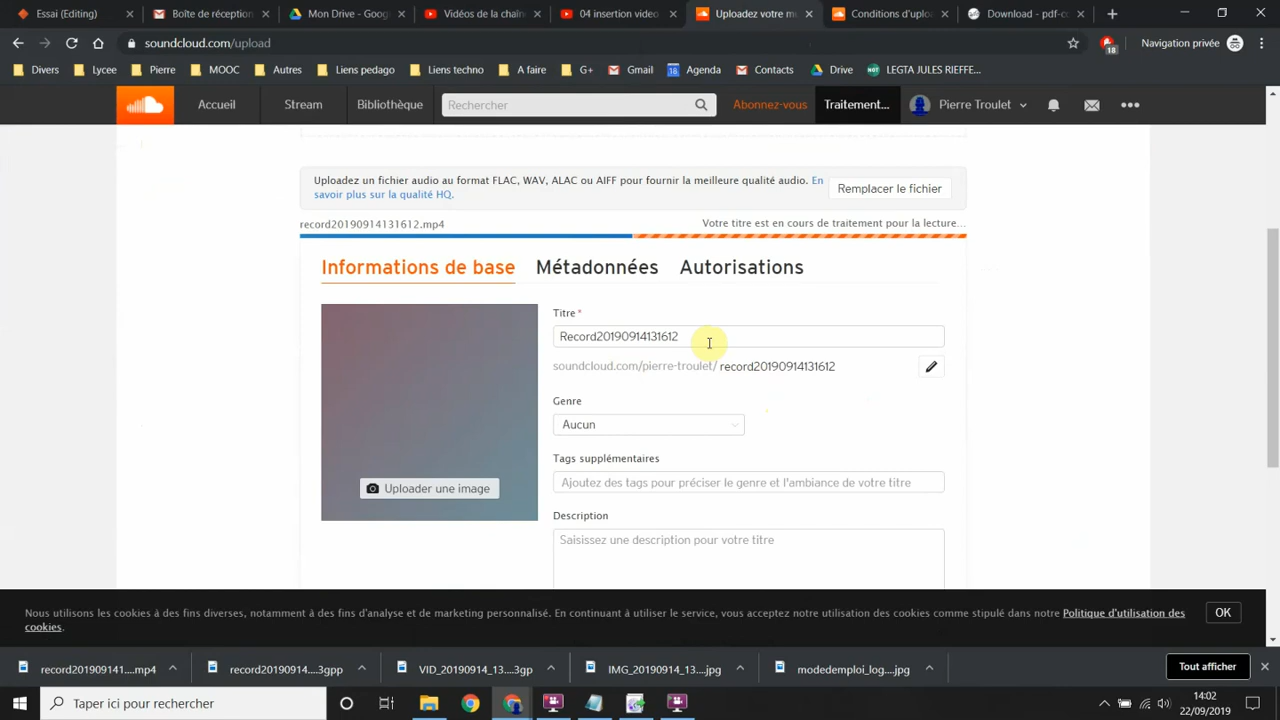 Essai (Editing)
Boîte de réception
Mon Drive - Goog
Vidéos de la chaîn
04 insertion video
Uploadez votre mu
Conditions d'uploa
Download - pdf-co
soundcloud.com/upload
18
Navigation privée
Divers
Lycee
Pierre
MOOC
Autres
Liens pedago
Liens techno
A faire
G+
Gmail
18 Agenda
Contacts
Drive
LEGTA JULES RIEFFE...
Accueil
Stream
Bibliothèque
Rechercher
Abonnez-vous
Traitement...
Pierre Troulet
Uploadez un fichier audio au format FLAC, WAV, ALAC ou AIFF pour fournir la meilleure qualité audio. En
savoir plus sur la qualité HQ.
Remplacer le fichier
record20190914131612.mp4
Votre titre est en cours de traitement pour la lecture...
Informations de base
Métadonnées
Autorisations
Titre *
Record20190914131612
soundcloud.com/pierre-troulet/ record20190914131612
Genre
Aucun
Tags supplémentaires
Ajoutez des tags pour préciser le genre et l'ambiance de votre titre
Description
Saisissez une description pour votre titre
Uploader une image
Nous utilisons les cookies à des fins diverses, notamment à des fins d'analyse et de marketing personnalisé. En continuant à utiliser le service, vous acceptez notre utilisation des cookies comme stipulé dans notre Politique d'utilisation des
cookies.
OK
record201909141....mp4
record20190914....3gpp
VID_20190914_13....3gp
IMG_20190914_13....jpg
modedemploi_log....jpg
Tout afficher
Taper ici pour rechercher
14:02
22/09/2019